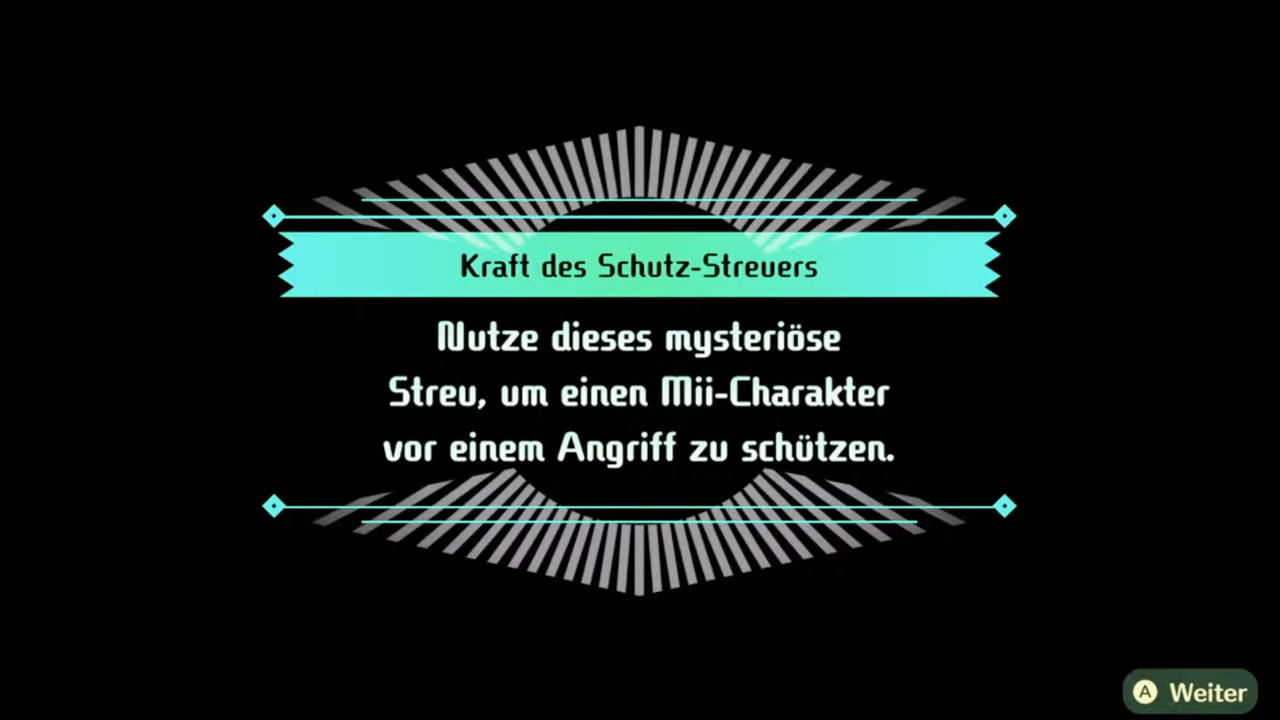 Kraft des Schutz-Streuers
Nutze dieses mysteriöse
Streu, um einen Mii-Charakter
vor einem Angriff zu schützen.
A Weiter